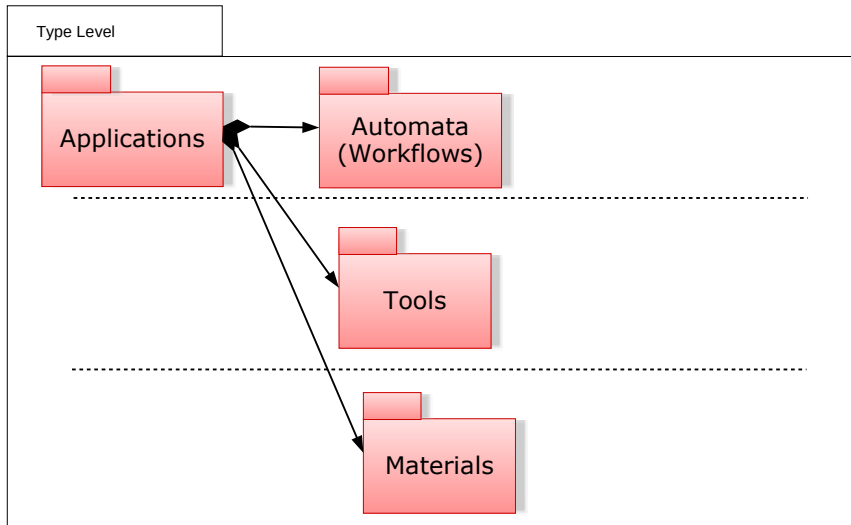 Type Level
Applications
Automata
(Workflows)
Tools
Materials